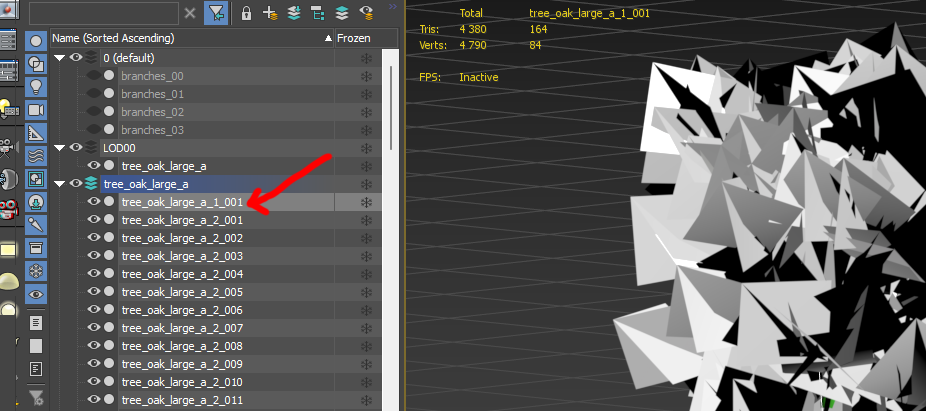 Total tree_oak_large_a_1_001
Tris: 4 380 164
Verts: 4 790 84
FPS: Inactive
Name (Sorted Ascending) Frozen
0 (default)
branches_00
branches_01
branches_02
branches_03
LOD00
tree_oak_large_a
tree_oak_large_a
tree_oak_large_a_1_001
tree_oak_large_a_2_001
tree_oak_large_a_2_002
tree_oak_large_a_2_003
tree_oak_large_a_2_004
tree_oak_large_a_2_005
tree_oak_large_a_2_006
tree_oak_large_a_2_007
tree_oak_large_a_2_008
tree_oak_large_a_2_009
tree_oak_large_a_2_010
tree_oak_large_a_2_011